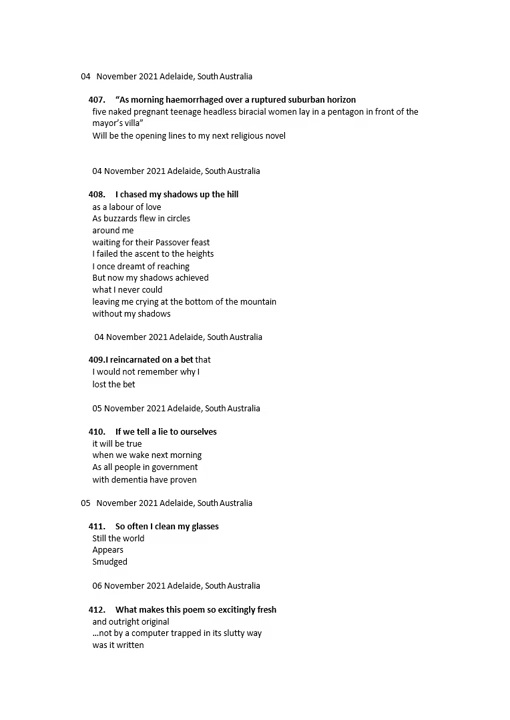 04 November 2021 Adelaide, South Australia
407. “As morning haemorrhaged over a ruptured suburban horizon
five naked pregnant teenage headless biracial women lay in a pentagon in front of the
mayor’s villa”
Will be the opening lines to my next religious novel
04 November 2021 Adelaide, South Australia
408. I chased my shadows up the hill
as a labour of love
As buzzards flew in circles
around me
waiting for their Passover feast
I failed the ascent to the heights
I once dreamt of reaching
But now my shadows achieved
what I never could
leaving me crying at the bottom of the mountain
without my shadows
04 November 2021 Adelaide, South Australia
409.I reincarnated on a bet that
I would not remember why I
lost the bet
05 November 2021 Adelaide, South Australia
410. If we tell a lie to ourselves
it will be true
when we wake next morning
As all people in government
with dementia have proven
05 November 2021 Adelaide, South Australia
411. So often I clean my glasses
Still the world
Appears
Smudged
06 November 2021 Adelaide, South Australia
412. What makes this poem so excitingly fresh
and outright original
…not by a computer trapped in its slutty way
was it written